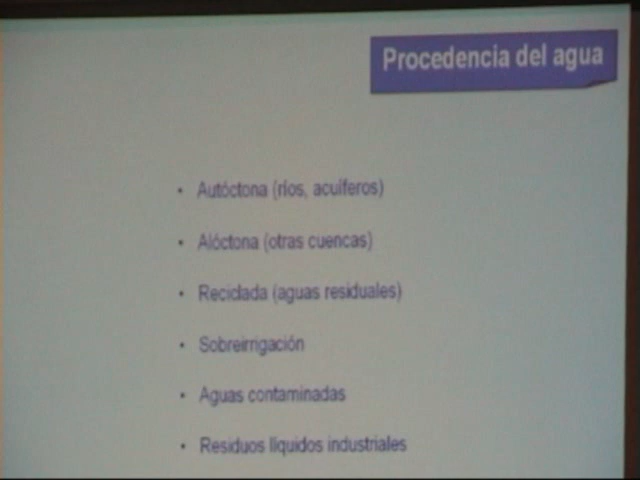 Procedencia del agua
• Autóctona (ríos, acuíferos)
• Alóctona (otras cuencas)
• Reciclada (aguas residuales)
• Sobreirrigación
• Aguas contaminadas
• Residuos líquidos industriales